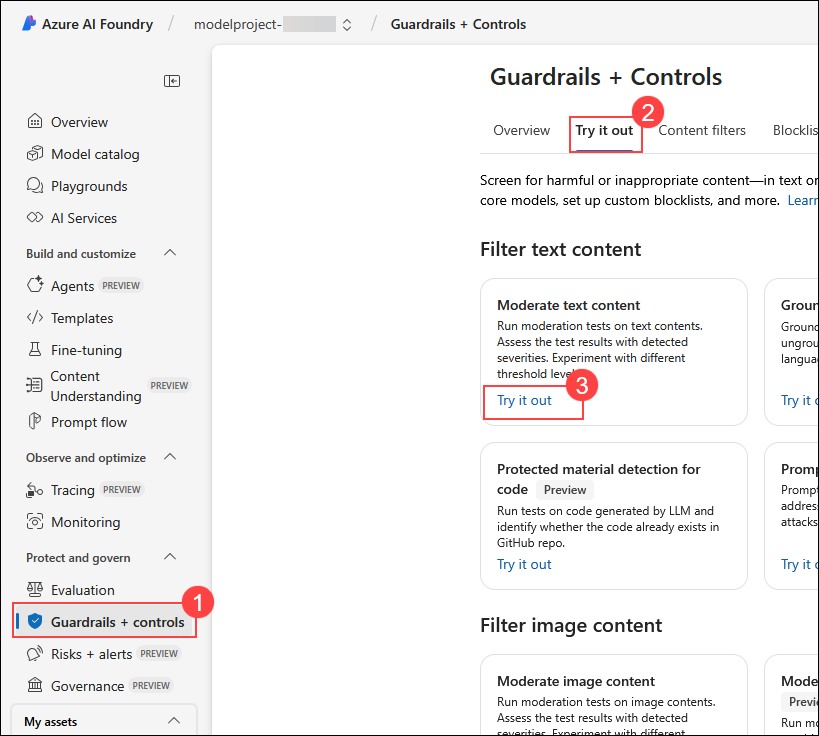 Azure AI Foundry / modelproject- / Guardrails + Controls
Overview
Model catalog
Playgrounds
AI Services
Build and customize
Agents PREVIEW
Templates
Fine-tuning
Content
Understanding PREVIEW
Prompt flow
Observe and optimize
Tracing PREVIEW
Monitoring
Protect and govern
Evaluation
1
Guardrails + controls
Risks + alerts PREVIEW
Governance PREVIEW
My assets
Guardrails + Controls
2
Overview Try it out Content filters Blocklis
Screen for harmful or inappropriate content—in text or
core models, set up custom blocklists, and more. Learn
Filter text content
Moderate text content
Run moderation tests on text contents.
Assess the test results with detected
severities. Experiment with different
threshold level
3
Try it out
Groun
Ground
ungrou
langua
Try it o
Protected material detection for
code Preview
Run tests on code generated by LLM and
identify whether the code already exists in
GitHub repo.
Try it out
Promp
Prompt
address
attacks
Try it o
Filter image content
Moderate image content
Run moderation tests on image contents.
Assess the test results with detected
severities. Experiment with different
Mode
Previe
Run mo